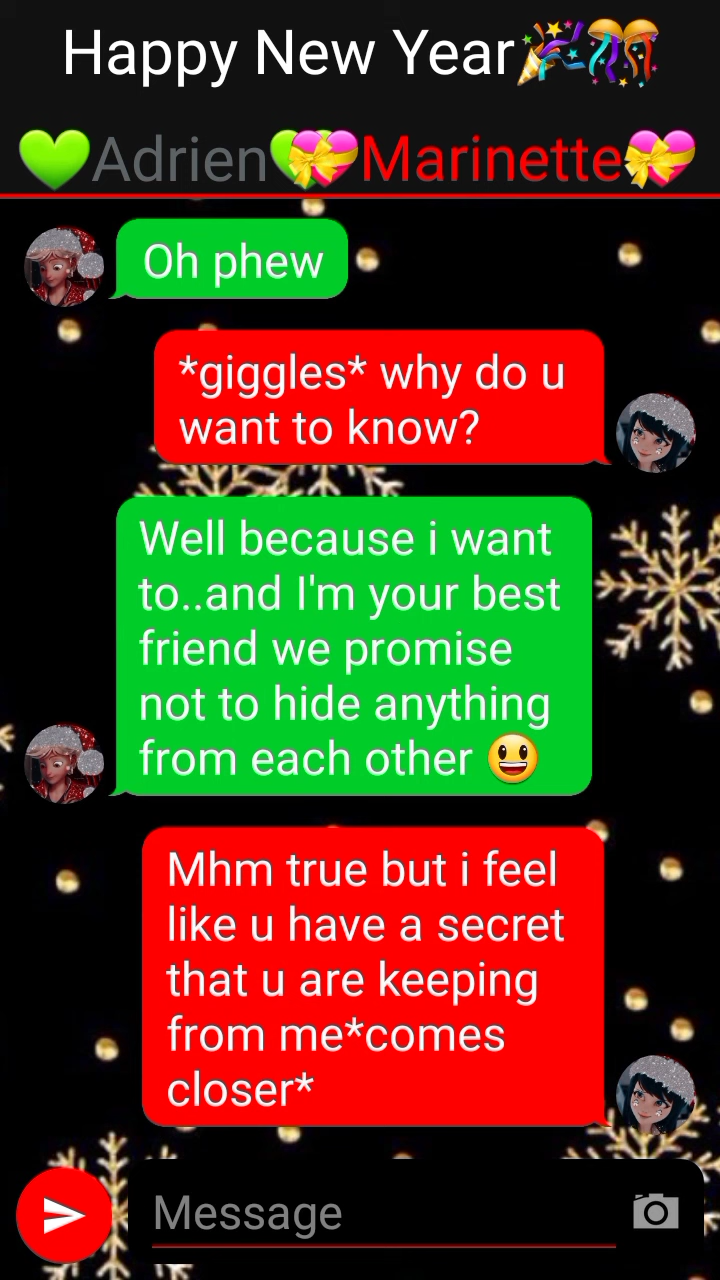 Happy New Year🎉🎊
💚Adrien💚💝Marinette💝
Oh phew
*giggles* why do u
want to know?
Well because i want
to..and I'm your best
friend we promise
not to hide anything
from each other 😃
Mhm true but i feel
like u have a secret
that u are keeping
from me*comes
closer*
Message